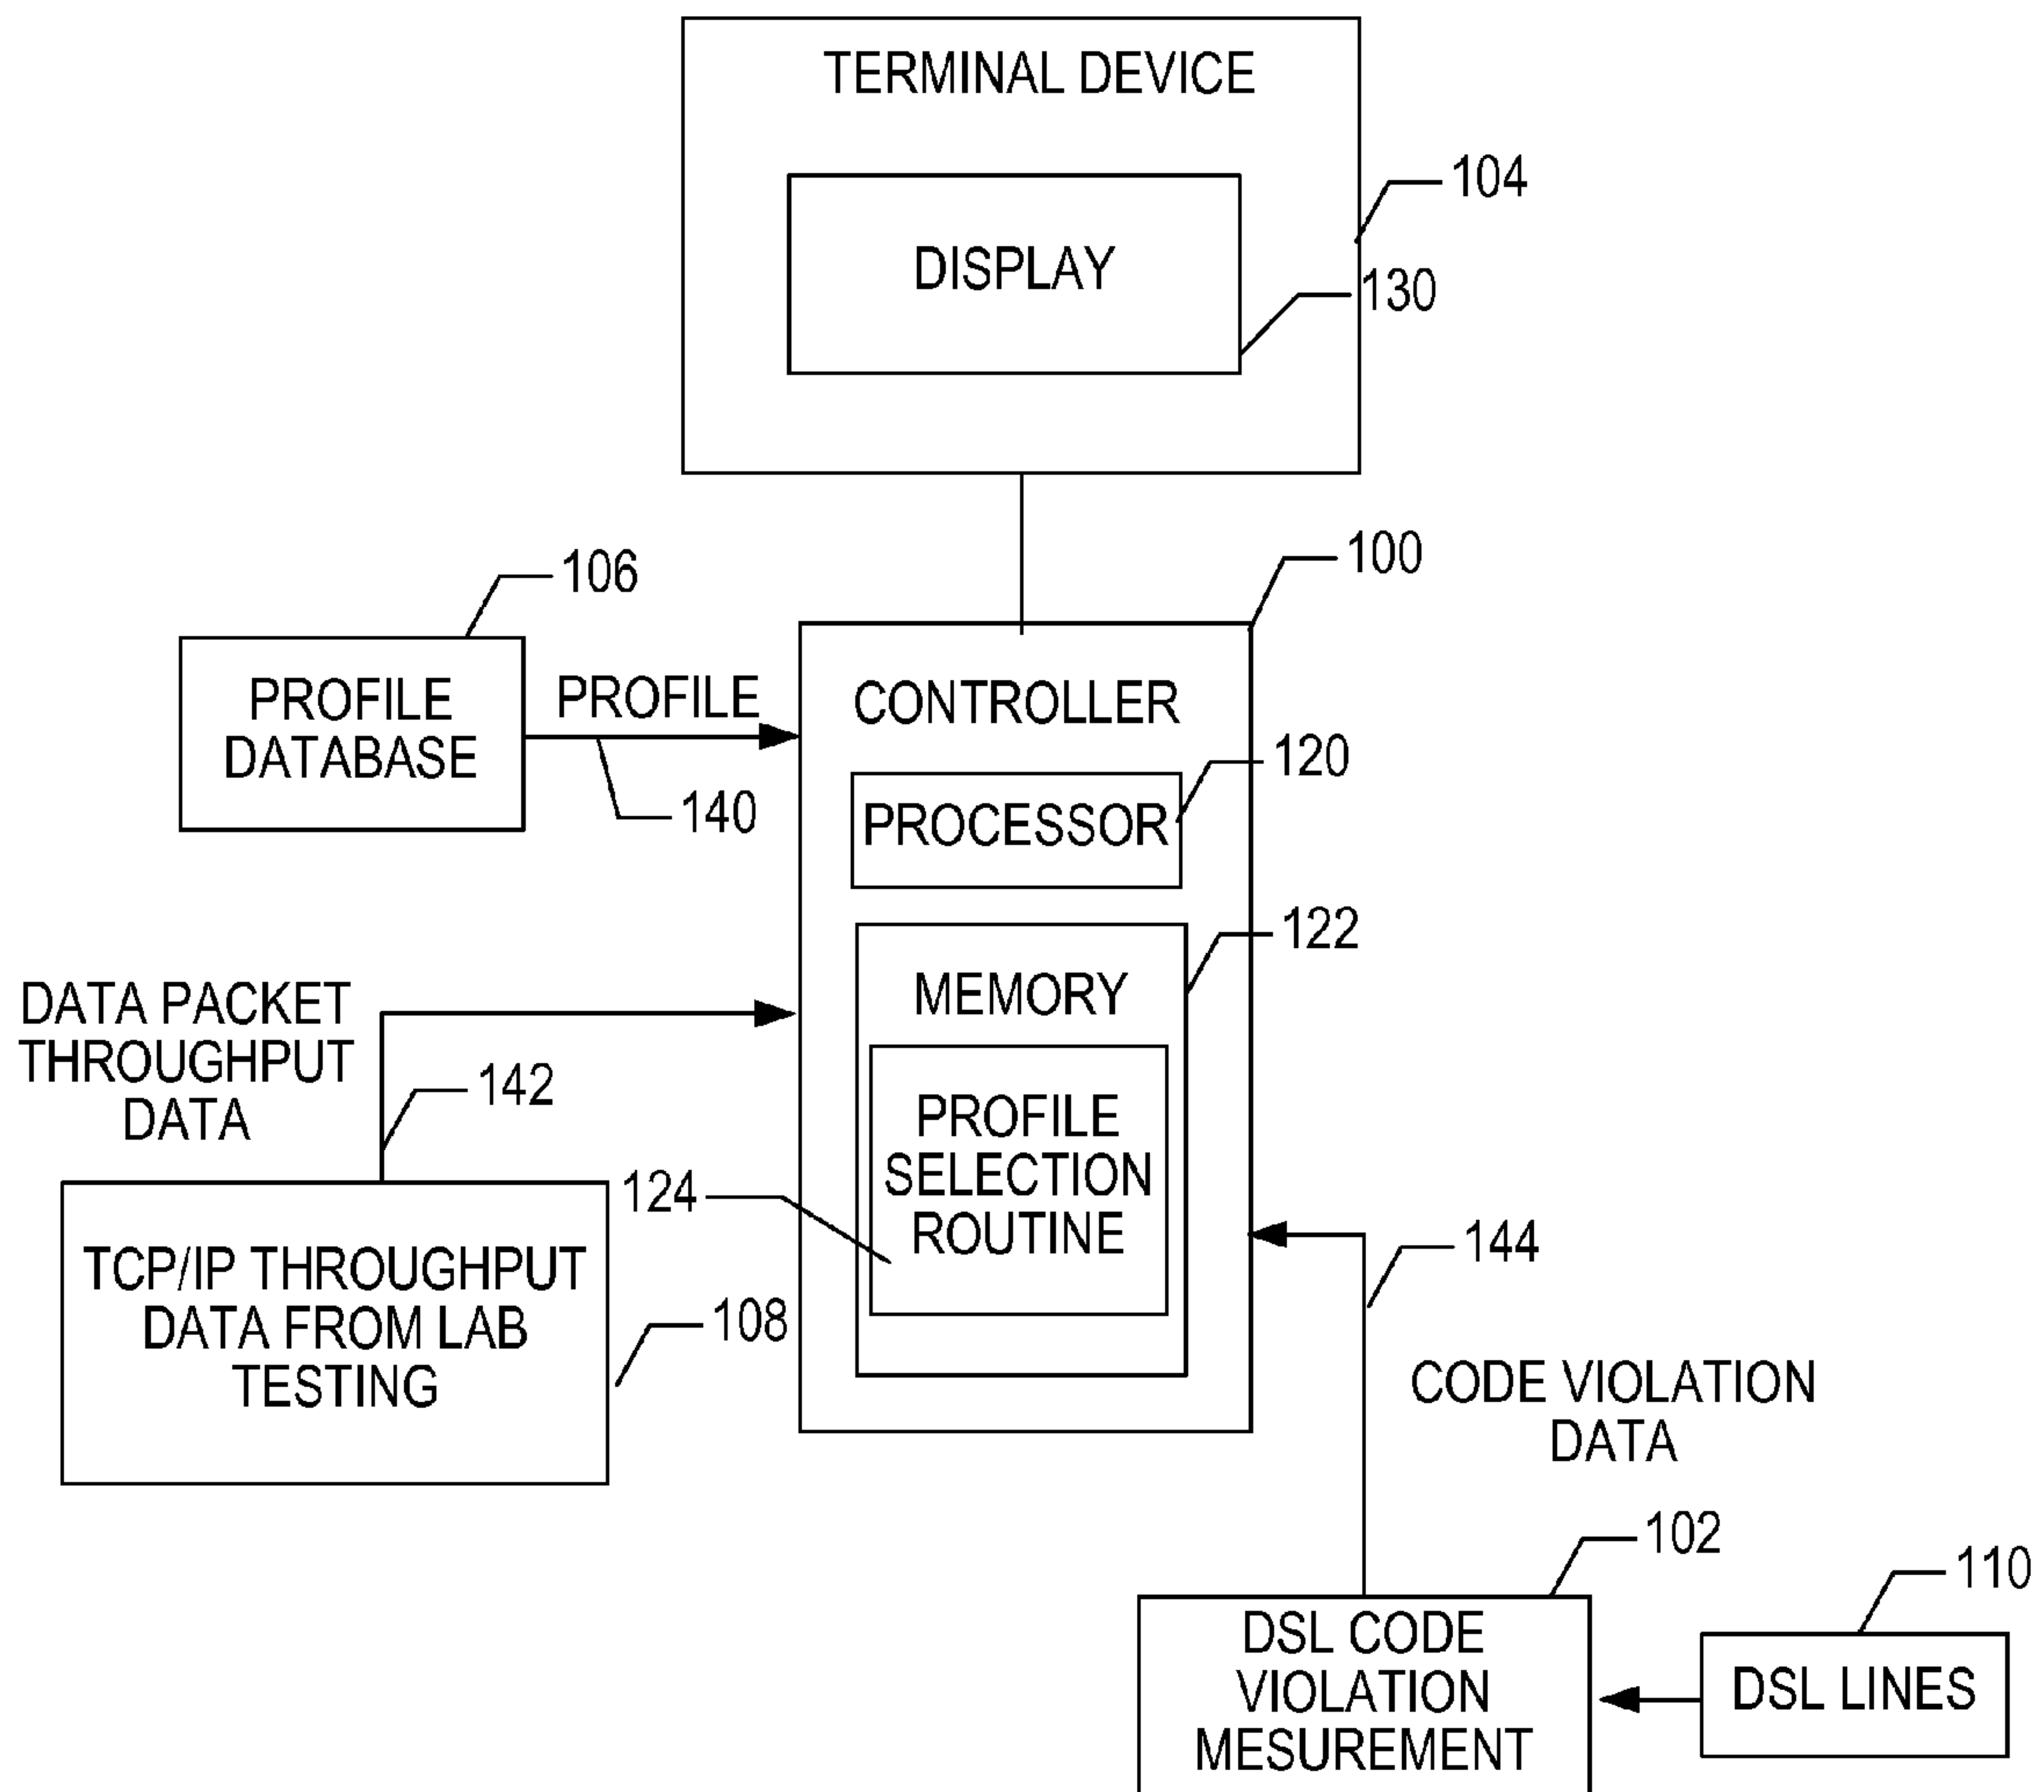 TERMINAL DEVICE
104
DISPLAY
130
100
106
PROFILE
DATABASE
PROFILE
140
CONTROLLER
120
PROCESSOR
122
MEMORY
DATA PACKET
THROUGHPUT
DATA
142
PROFILE
SELECTION
ROUTINE
124
144
TCP/IP THROUGHPUT
DATA FROM LAB
TESTING
108
CODE VIOLATION
DATA
102
110
DSL CODE
VIOLATION
MESUREMENT
DSL LINES